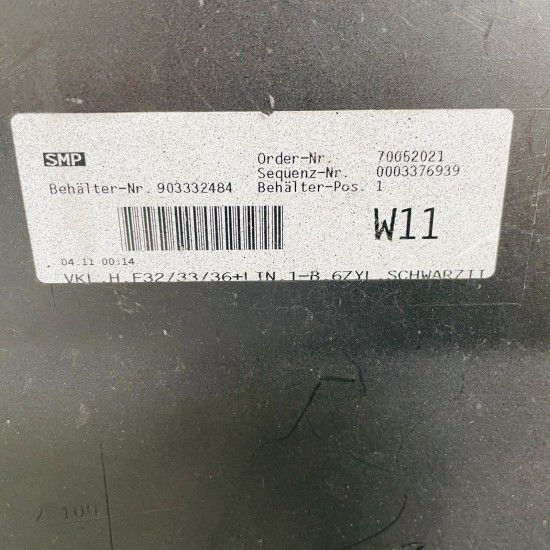 SMP
Order-Nr. 70052021
Sequenz-Nr. 0003376939
Behälter-Nr. 903332484 Behälter-Pos. 1
W11
04.11 00:14
VKL.H.F32/33/36+LIN.1-B.6ZYL SCHWARZII
100